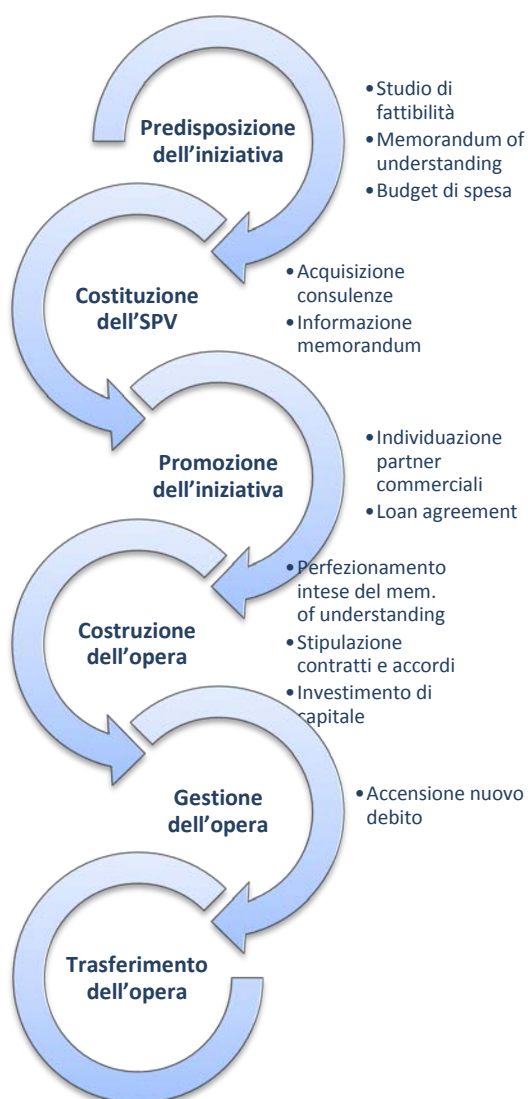 Predisposizione
dell'iniziativa
•Studio di
fattibilità
•Memorandum of
understanding
•Budget di spesa
Costituzione
dell'SPV
•Acquisizione
consulenze
•Informazione
memorandum
Promozione
dell'iniziativa
•Individuazione
partner
commerciali
•Loan agreement
Costruzione
dell'opera
•Perfezionamento
intese del mem.
of understanding
•Stipulazione
contratti e accordi
•Investimento di
capitale
Gestione
dell'opera
•Accensione nuovo
debito
Trasferimento
dell'opera